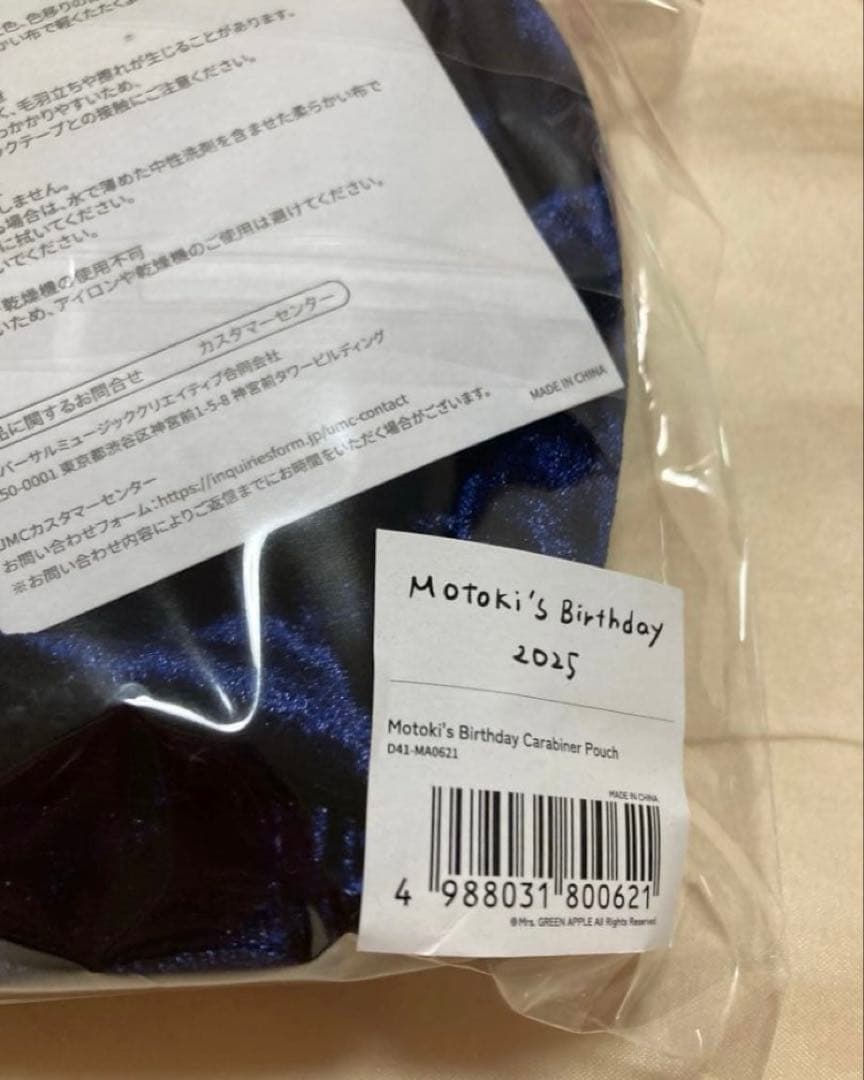 色、色移りの
かい布で軽くたたくよ
く、毛羽立ちや擦れが生じることがあります。
っかかりやすいため、
ックテープとの接触にご注意ください。
しません。
場合は、水で薄めた中性洗剤を含ませた柔らかい布で
に拭いてください。
いでください。
乾燥機の使用不可
いため、アイロンや乾燥機のご使用は避けてください。
品に関するお問合せ カスタマーセンター
バーサルミュージッククリエイティブ合同会社
50-0001 東京都渋谷区神宮前1-5-8 神宮前タワービルディング
UMCカスタマーセンター
お問い合わせフォーム:https://inquiriesform.jp/umc-contact
※お問い合わせ内容によりご返信までにお時間をいただく場合がございます。
MADE IN CHINA
Motoki's Birthday
2025
Motoki's Birthday Carabiner Pouch
D41-MA0621
MADE IN CHINA
4 988031 800621
©Mrs. GREEN APPLE All Rights Reserved